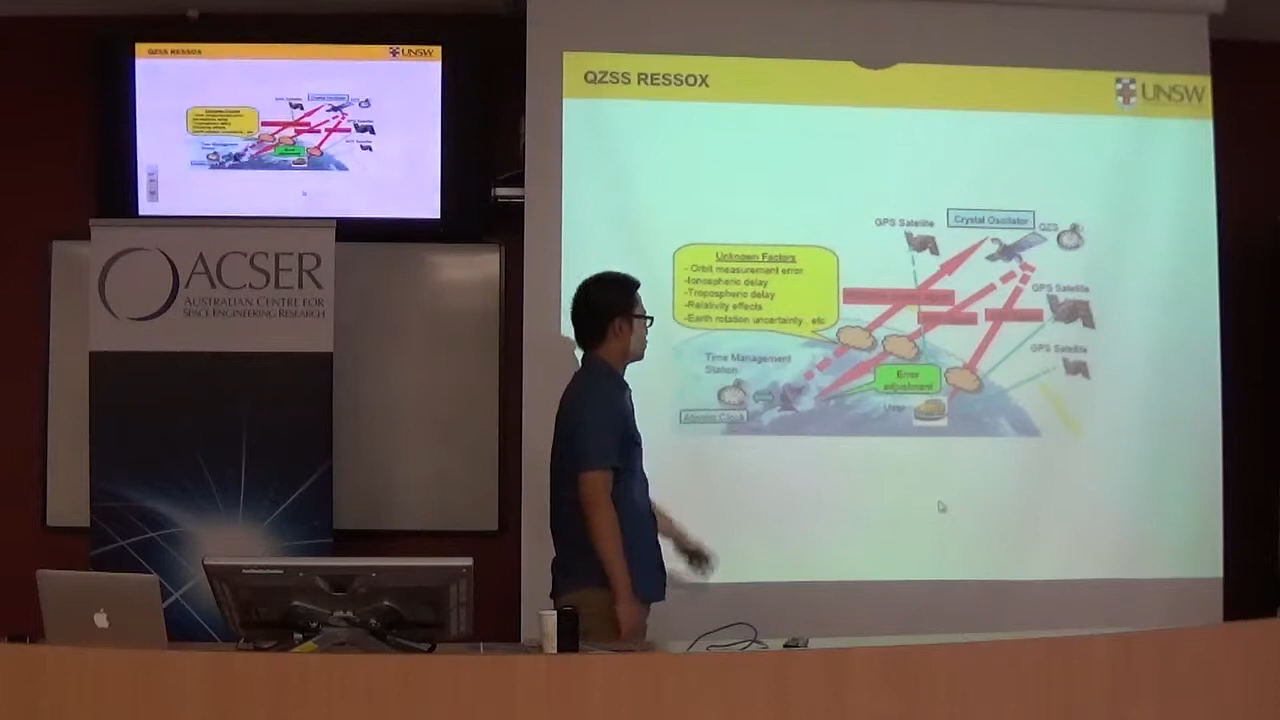 QZSS RESSOX
UNSW
ACSER
AUSTRALIAN CENTRE FOR
SPACE ENGINEERING RESEARCH
QZSS RESSOX
UNSW
GPS Satellite
Crystal Oscillator
QZS
Unknown Factors
- Orbit measurement error
-Ionospheric delay
-Tropospheric delay
-Relativity effects
-Earth rotation uncertainty , etc
GPS Satellite
GPS Satellite
Time Management
Station
Error
adjustment
Atomic Clock
User